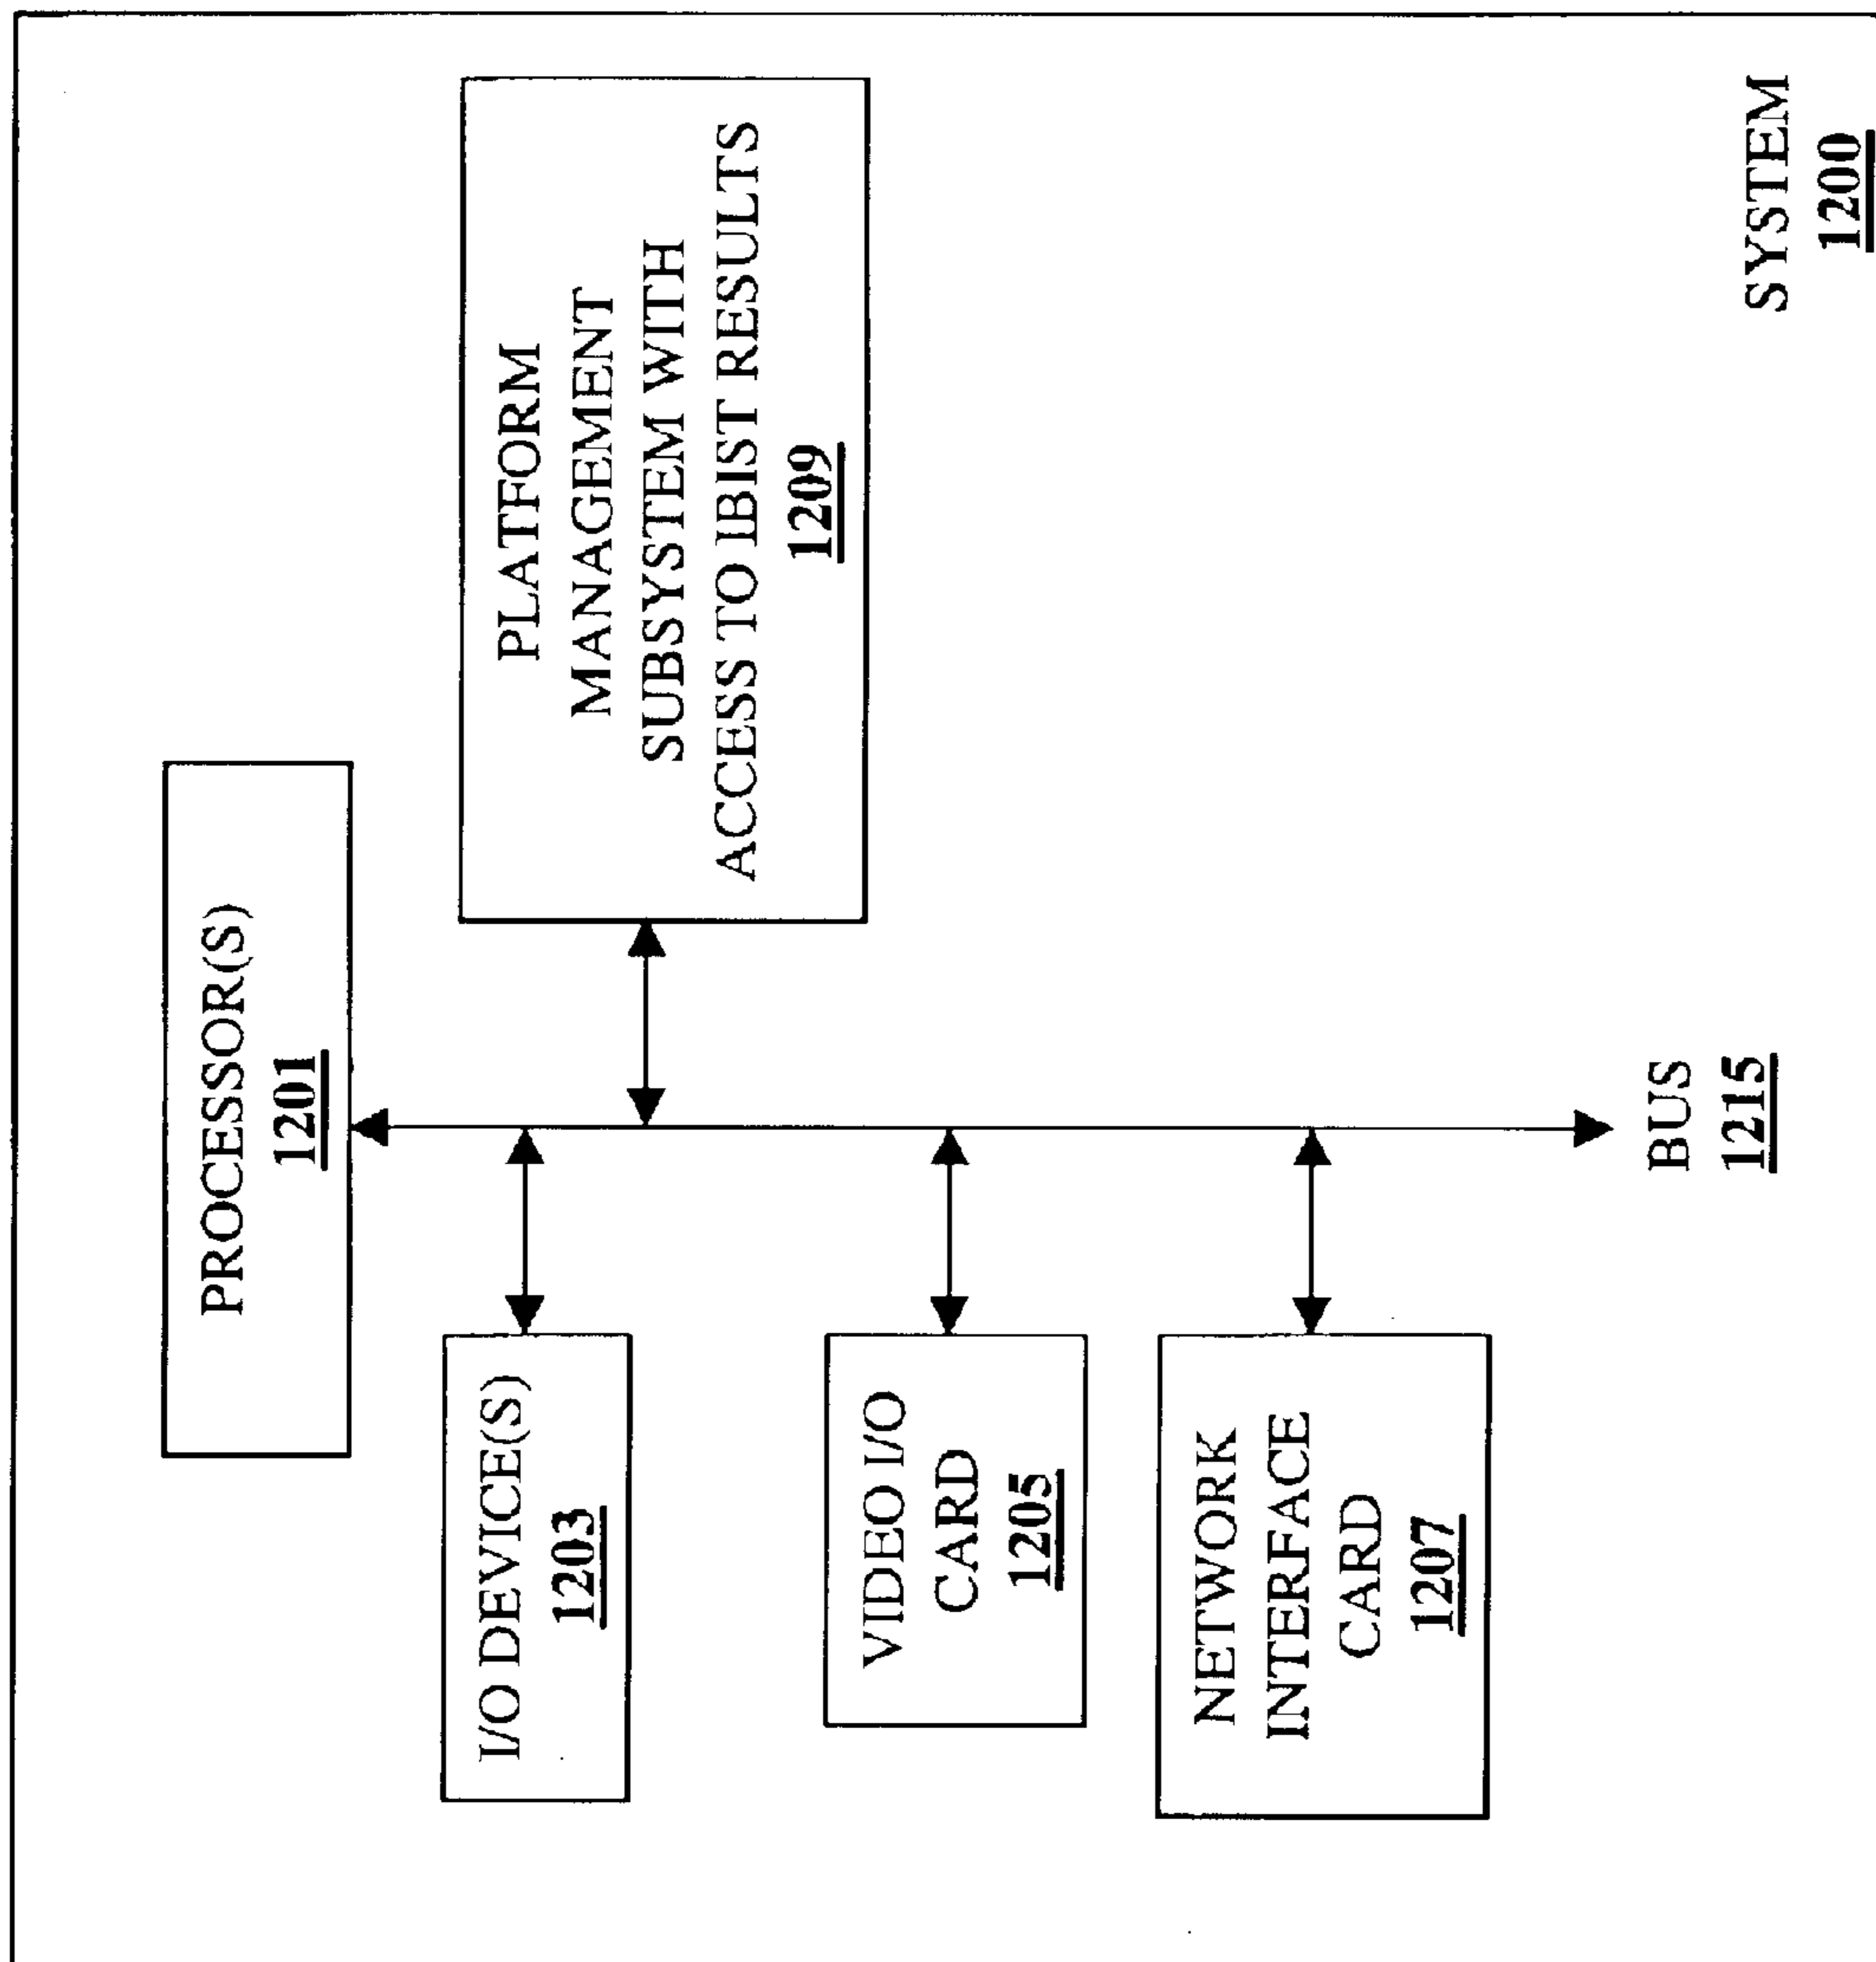 PROCESSOR(S)
1201
I/O DEVICE(S)
1203
PLATFORM
MANAGEMENT
SUBSYSTEM WITH
ACCESS TO IBIST RESULTS
1209
VIDEO I/O
CARD
1205
NETWORK
INTERFACE
CARD
1207
BUS
1215
SYSTEM
1200